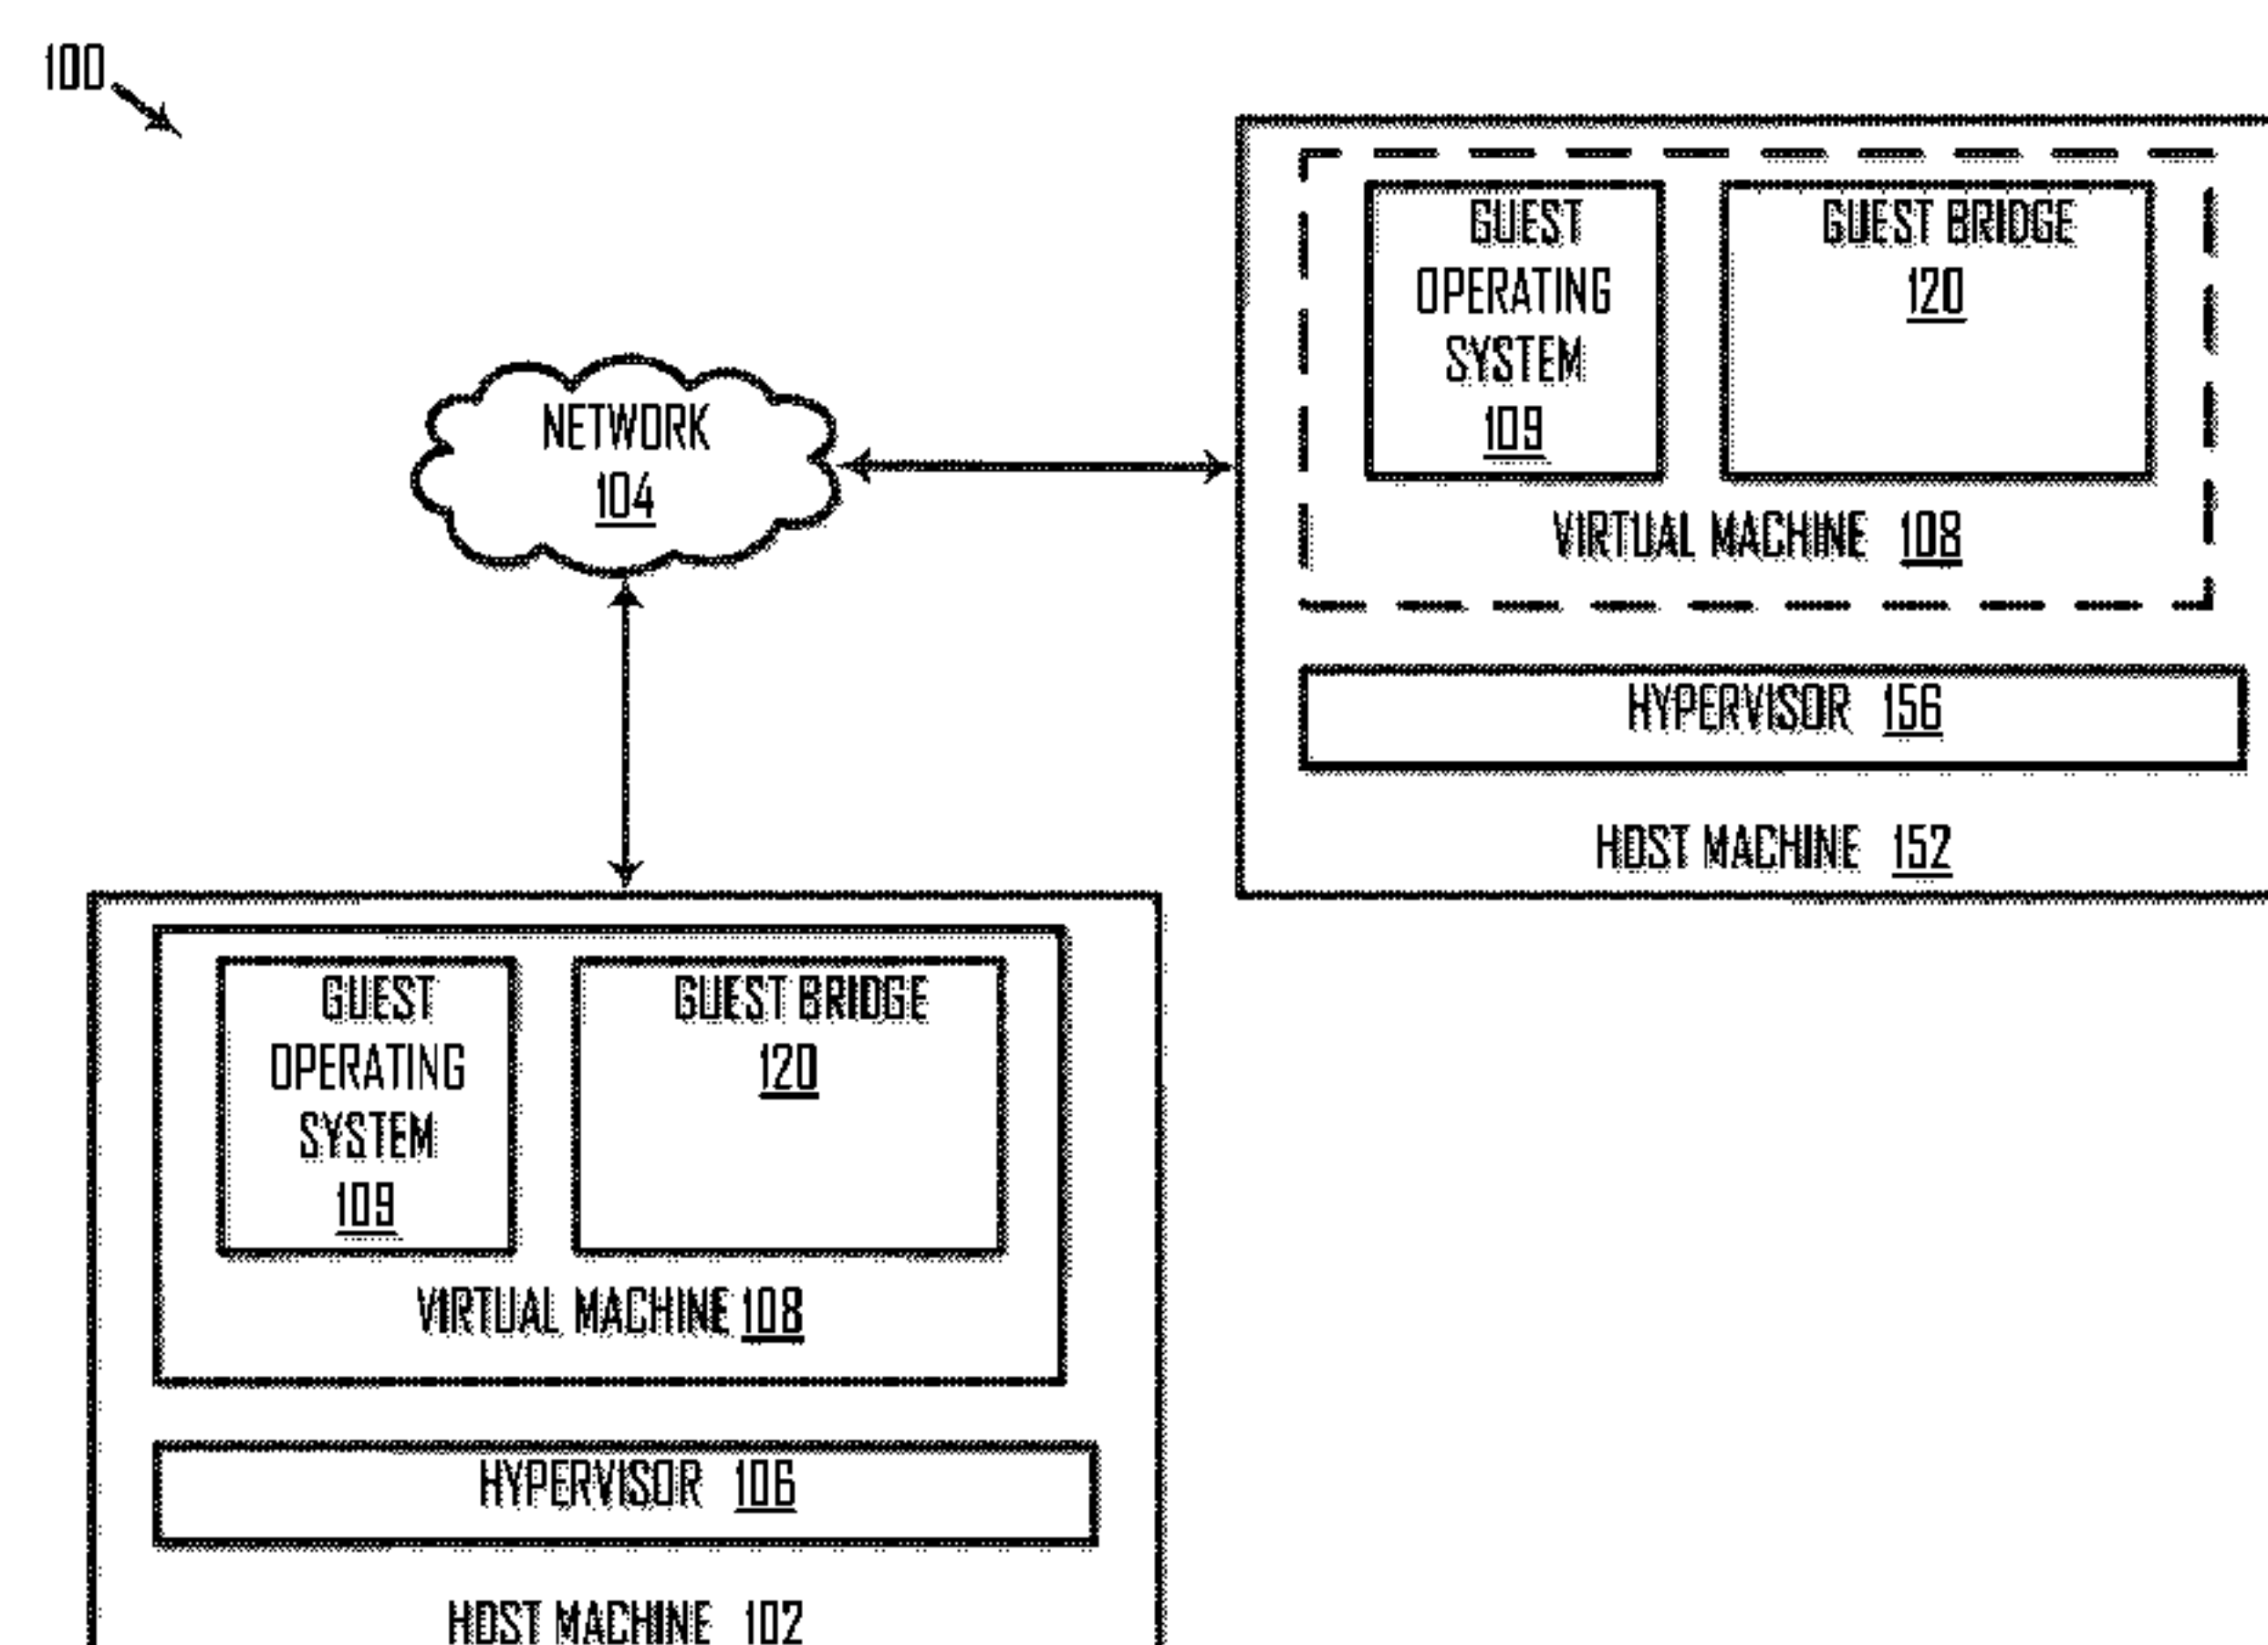 100
GUEST
OPERATING
SYSTEM
109
GUEST BRIDGE
120
VIRTUAL MACHINE 108
HYPERVISOR 156
HOST MACHINE 152
NETWORK
104
GUEST
OPERATING
SYSTEM
109
GUEST BRIDGE
120
VIRTUAL MACHINE 108
HYPERVISOR 106
HOST MACHINE 102